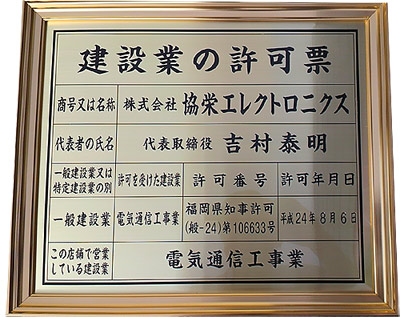 建設業の許可票
商号又は名称 株式会社 協栄エレクトロニクス
代表者の氏名 代表取締役 吉村泰明
一般建設業又は
特定建設業の別 許可を受けた建設業 許可番号 許可年月日
一般建設業 電気通信工事業 福岡県知事許可
(般-24)第106633号 平成24年8月6日
この店舗で営業
している建設業 電気通信工事業